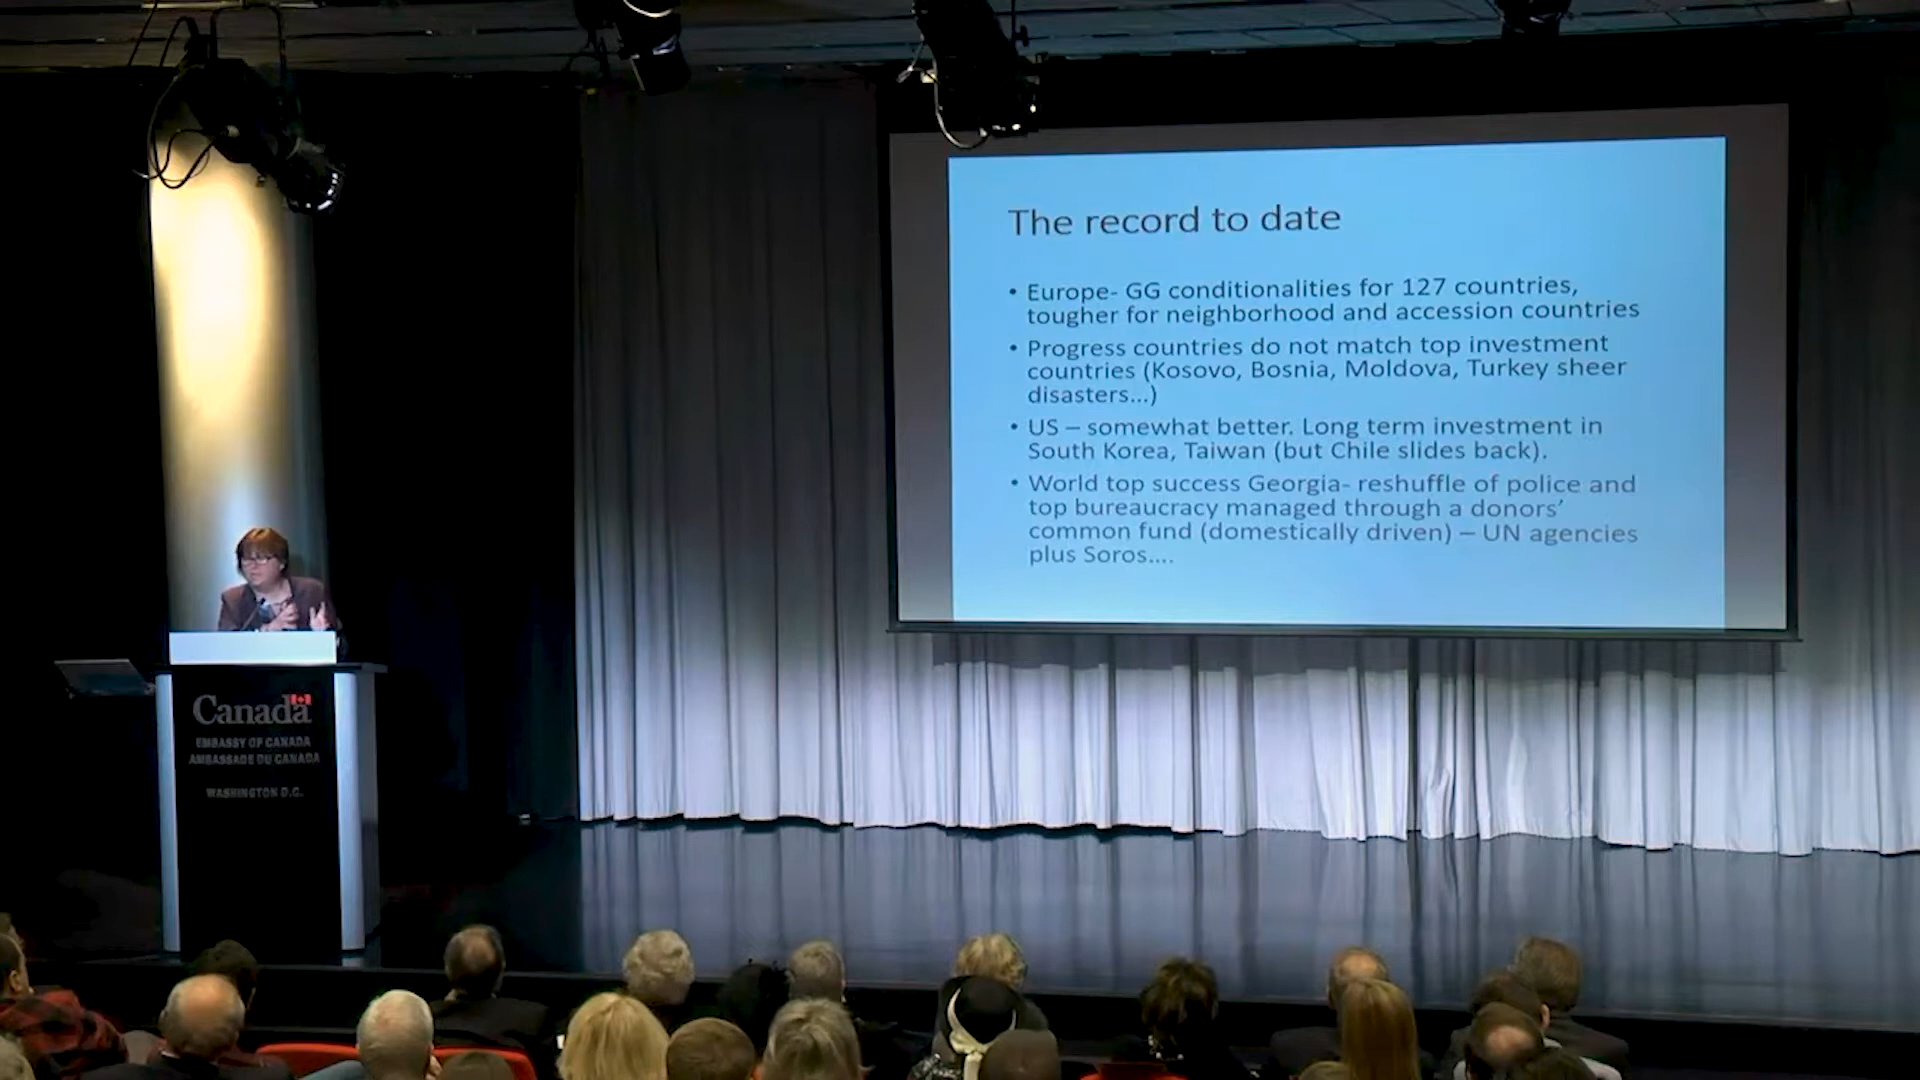 The record to date
• Europe- GG conditionalities for 127 countries,
tougher for neighborhood and accession countries
• Progress countries do not match top investment
countries (Kosovo, Bosnia, Moldova, Turkey sheer
disasters...)
• US – somewhat better. Long term investment in
South Korea, Taiwan (but Chile slides back).
• World top success Georgia- reshuffle of police and
top bureaucracy managed through a donors’
common fund (domestically driven) – UN agencies
plus Soros....
Canada
EMBASSY OF CANADA
AMBASSADE DU CANADA
WASHINGTON D.C.